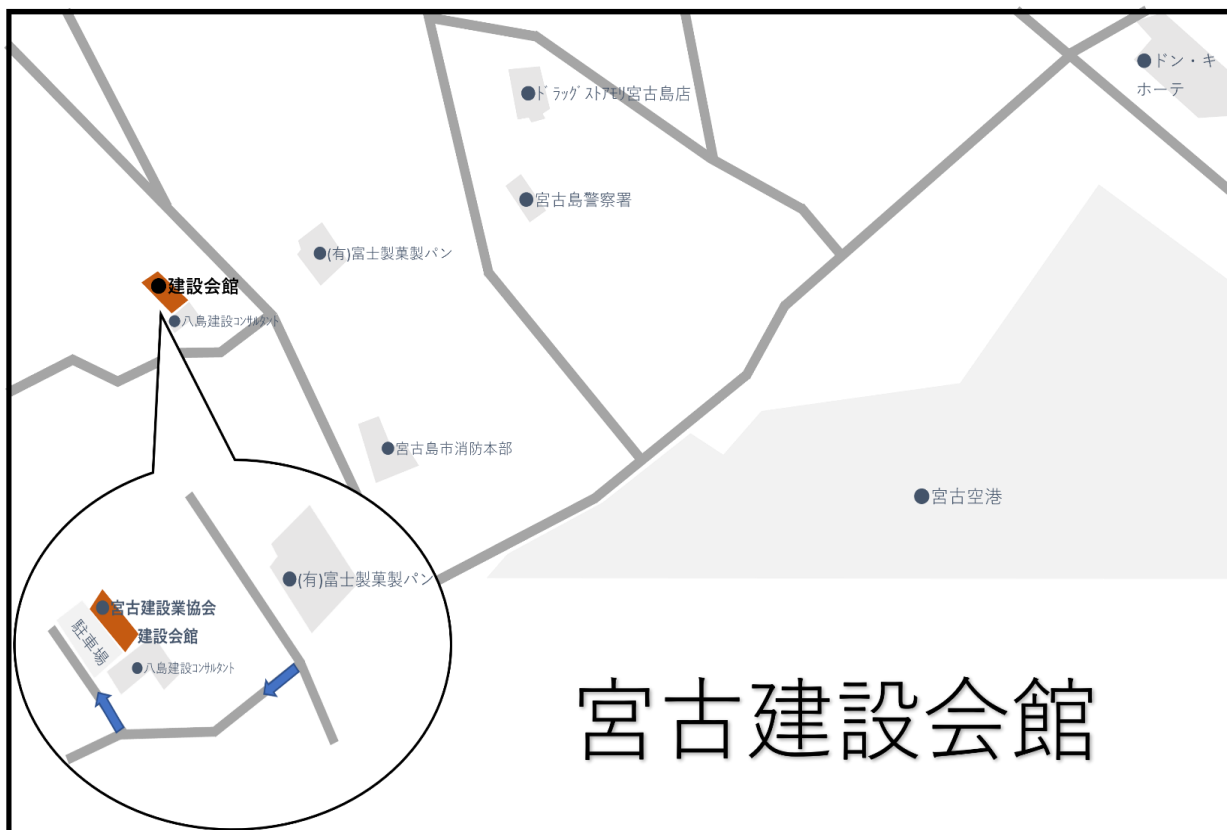 ドン・キ
ホーテ
ﾄﾞﾗｯｸﾞｽﾄｱﾓﾘ宮古島店
宮古島警察署
(有)富士製菓製パン
建設会館
八島建設ｺﾝｻﾙﾀﾝﾄ
宮古島市消防本部
宮古空港
(有)富士製菓製パン
宮古建設業協会
建設会館
駐車場
八島建設ｺﾝｻﾙﾀﾝﾄ
宮古建設会館